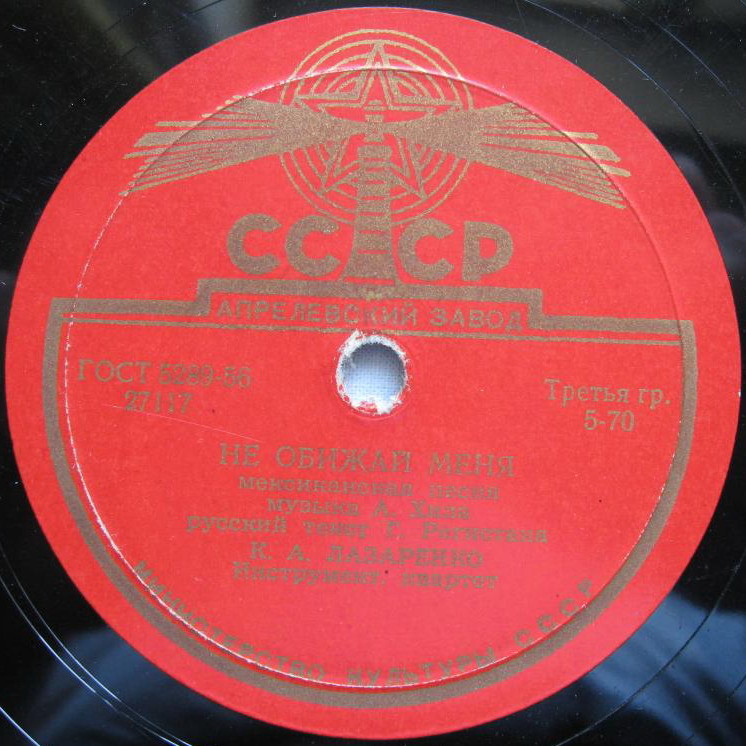 СССР
АПРЕЛЕВСКИЙ ЗАВОД
ГОСТ 5289-56
27117
Третья гр.
5-70
НЕ ОБИЖАЙ МЕНЯ
мексиканская песня
музыка А. Хиля
русский текст Г. Регистана
К. А. ЛАЗАРЕНКО
Инструмент. квартет
МИНИСТЕРСТВО КУЛЬТУРЫ СССР